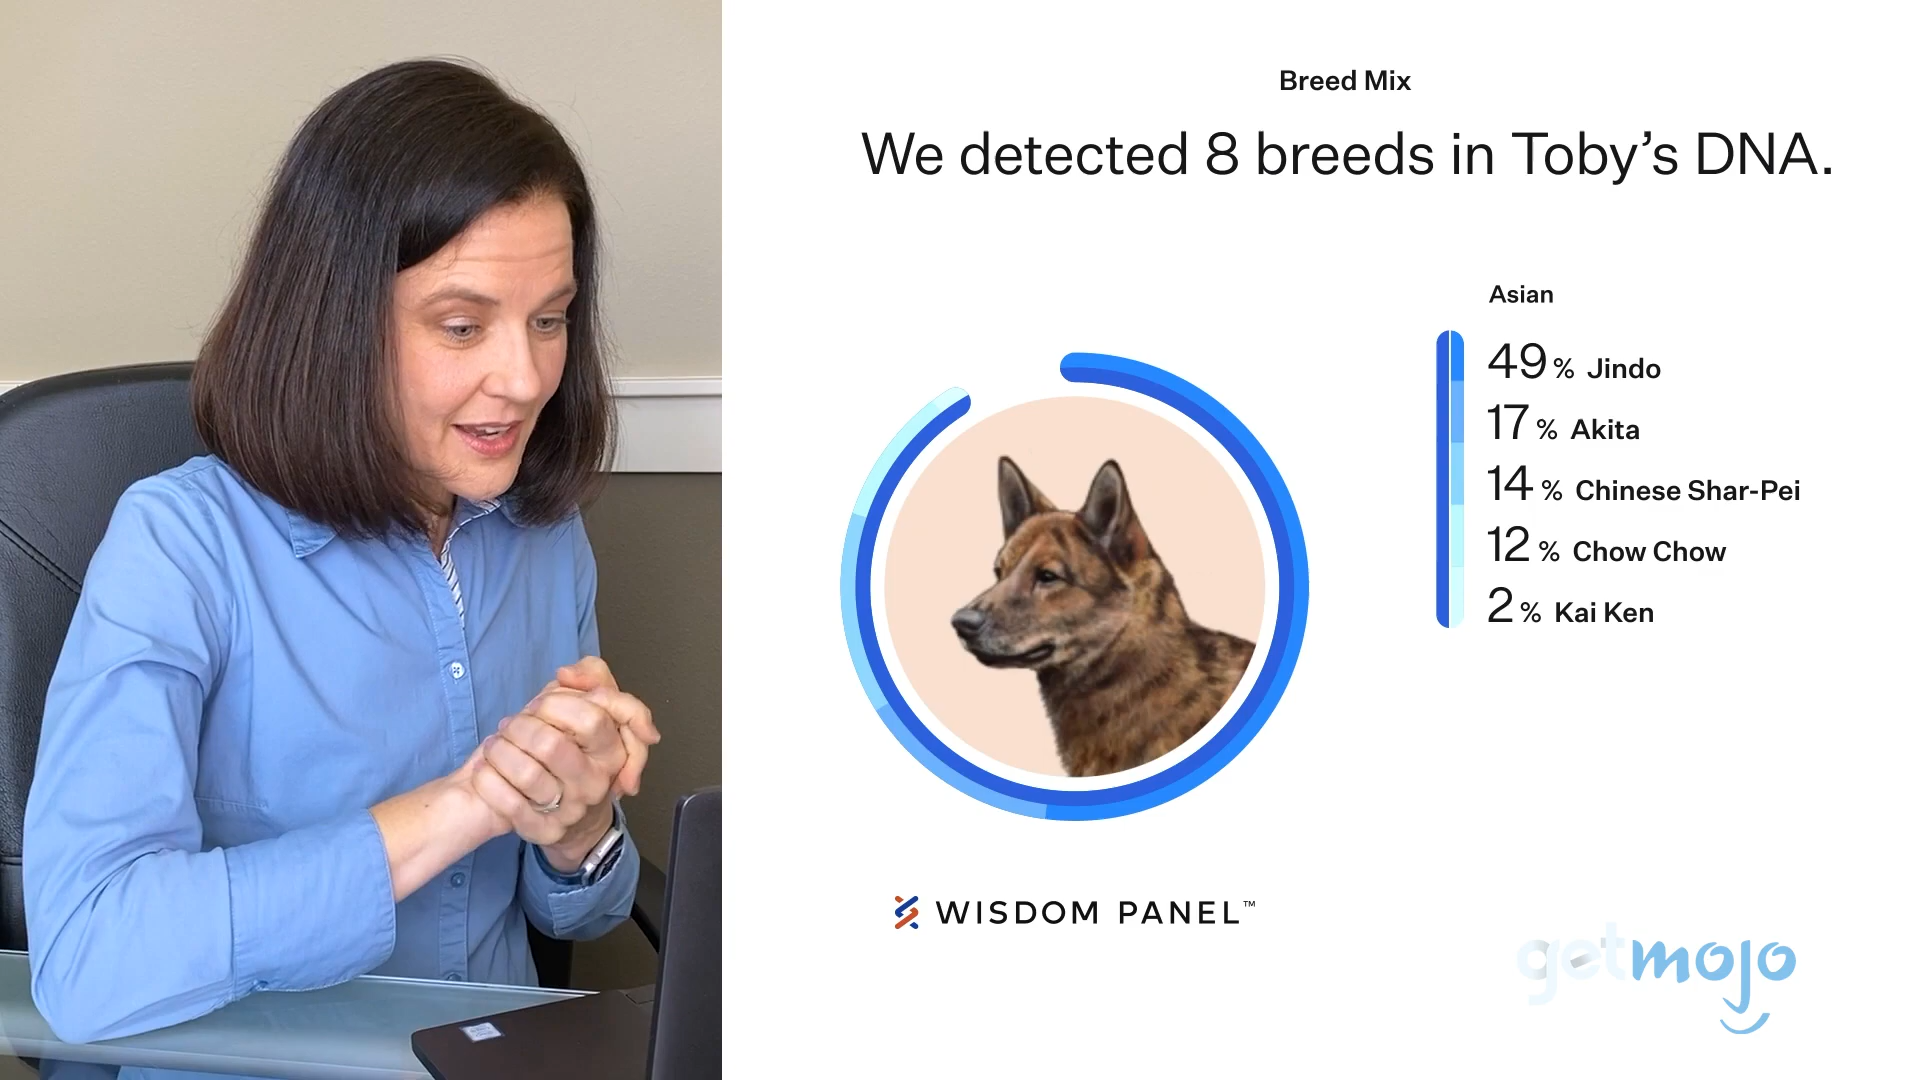 Breed Mix
We detected 8 breeds in Toby’s DNA.
Asian
49% Jindo
17% Akita
14% Chinese Shar-Pei
12% Chow Chow
2% Kai Ken
WISDOM PANEL™
getmojo